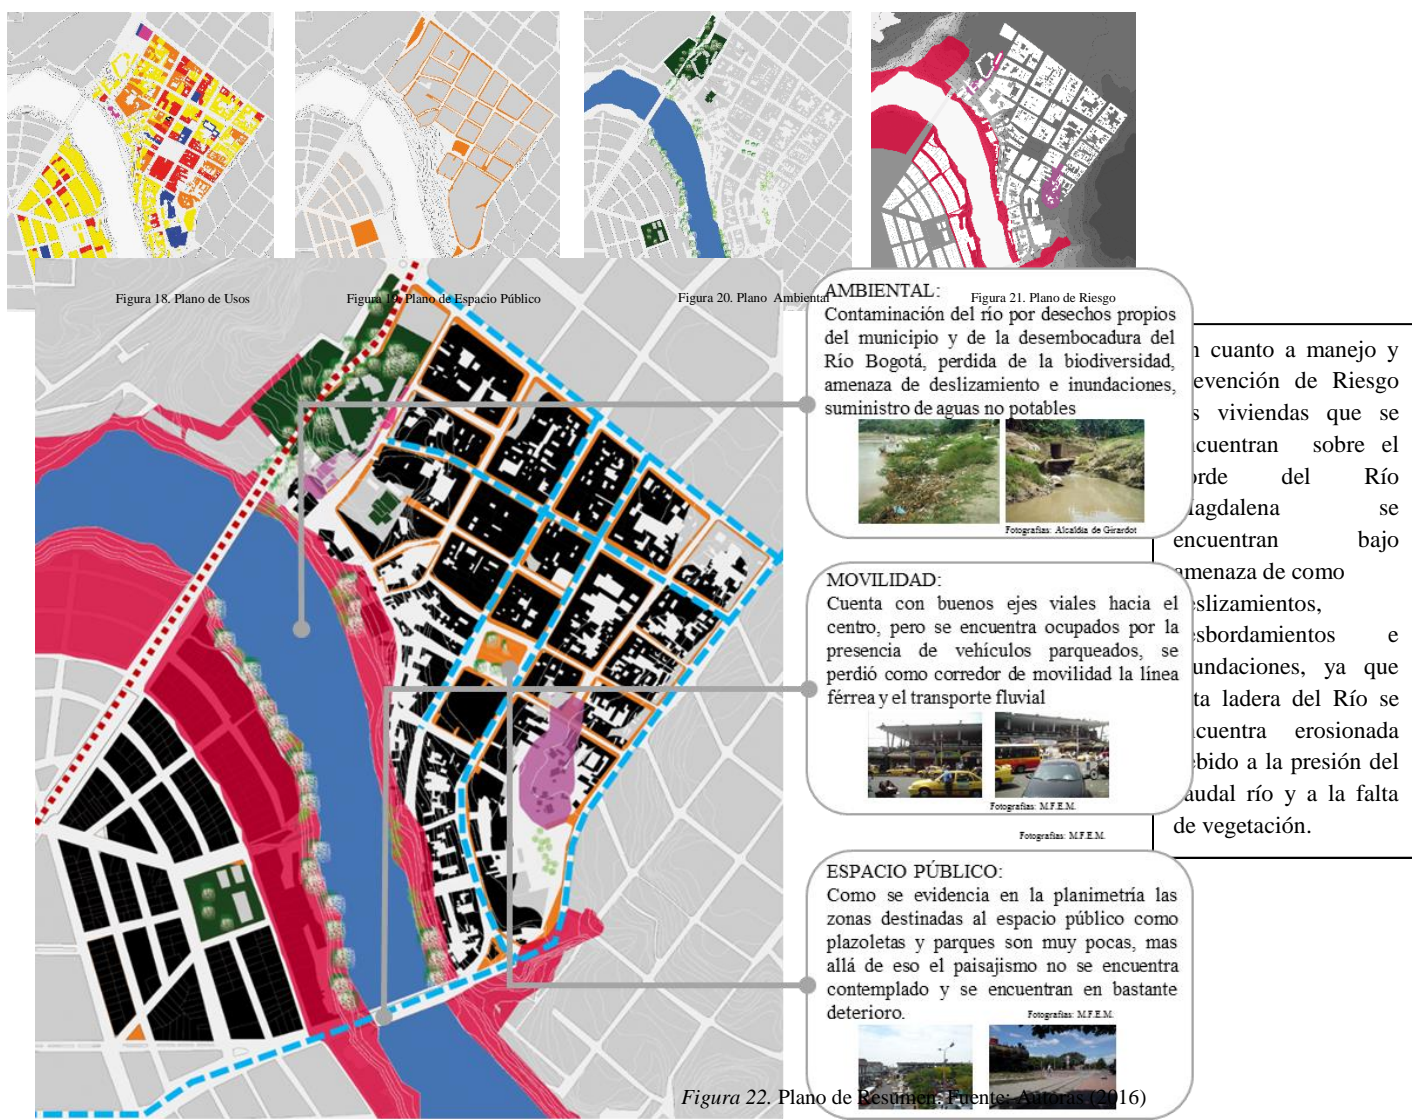 Figura 18. Plano de Usos
Figura 19. Plano de Espacio Público
Figura 20. Plano Ambiental
Figura 21. Plano de Riesgo
AMBIENTAL:
Contaminación del río por desechos propios
del municipio y de la desembocadura del
Río Bogotá, perdida de la biodiversidad,
amenaza de deslizamiento e inundaciones,
suministro de aguas no potables
Fotografías: Alcaldía de Girardot
MOVILIDAD:
Cuenta con buenos ejes viales hacia el
centro, pero se encuentra ocupados por la
presencia de vehículos parqueados, se
perdió como corredor de movilidad la línea
férrea y el transporte fluvial
Fotografías: M.F.E.M.
Fotografías: M.F.E.M.
ESPACIO PÚBLICO:
Como se evidencia en la planimetría las
zonas destinadas al espacio público como
plazoletas y parques son muy pocas, mas
allá de eso el paisajismo no se encuentra
contemplado y se encuentran en bastante
deterioro.
Fotografías: M.F.E.M.
n cuanto a manejo y
evención de Riesgo
s viviendas que se
cuentran sobre el
orde del Río
lagdalena se
encuentran bajo
amenaza de como
eslizamientos,
esbordamientos e
undaciones, ya que
ta ladera del Río se
cuentra erosionada
ebido a la presión del
audal río y a la falta
de vegetación.
Figura 22. Plano de Resumen. Fuente: Autoras (2016)